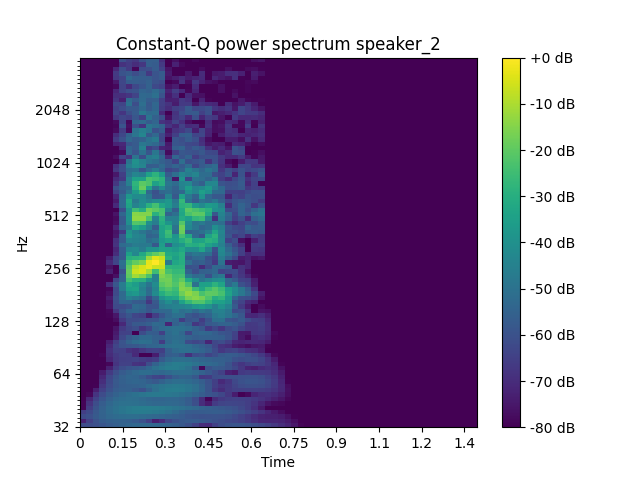 Constant-Q power spectrum speaker_2
Hz
2048
1024
512
256
128
64
32
0 0.15 0.3 0.45 0.6 0.75 0.9 1.1 1.2 1.4
Time
+0 dB
-10 dB
-20 dB
-30 dB
-40 dB
-50 dB
-60 dB
-70 dB
-80 dB